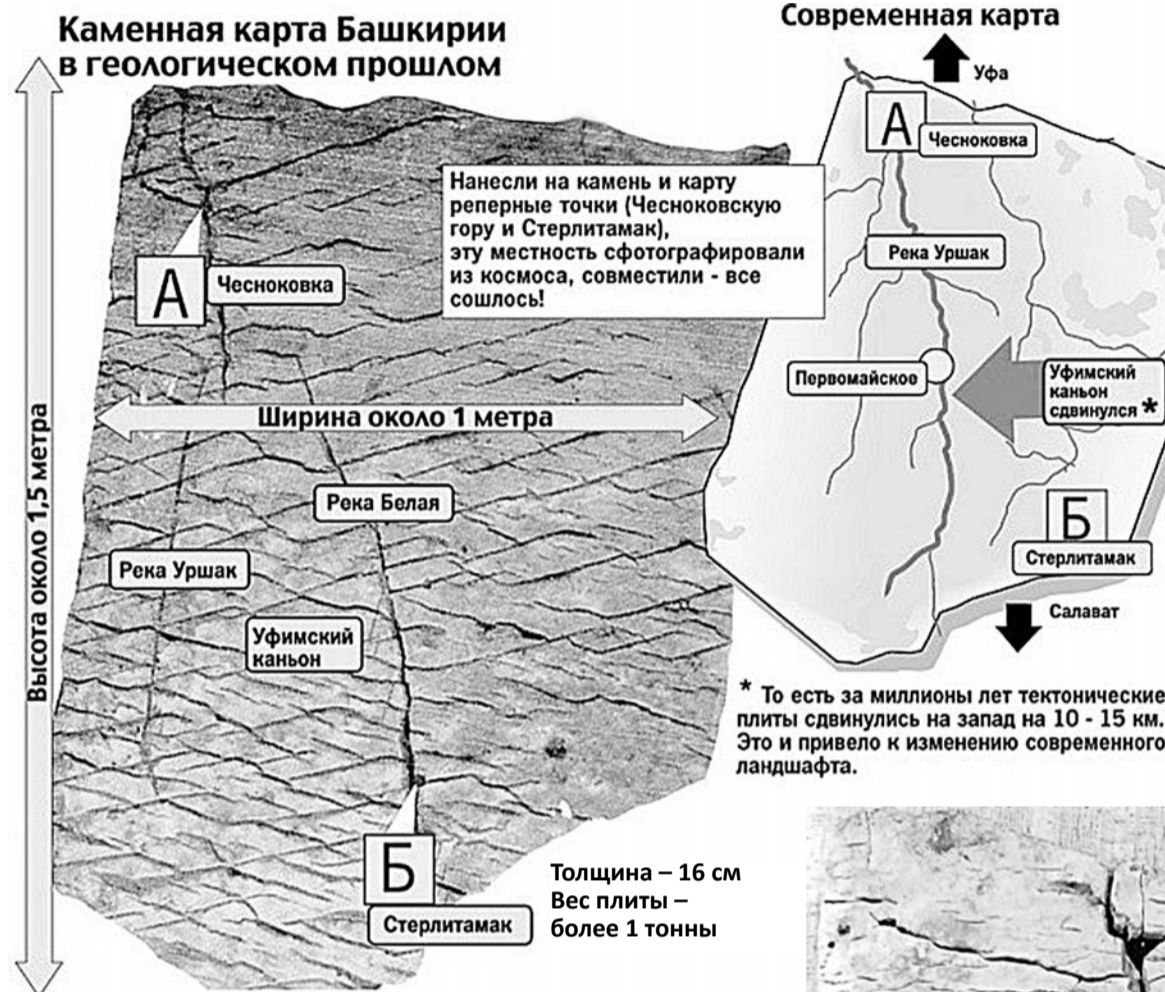 Каменная карта Башкирии
в геологическом прошлом
Современная карта
Уфа
А
Чесноковка
Нанесли на камень и карту
реперные точки (Чесноковскую
гору и Стерлитамак),
эту местность сфотографировали
из космоса, совместили - все
сошлось!
А
Чесноковка
Река Уршак
Первомайское
Уфимский
каньон
сдвинулся *
Высота около 1,5 метра
Ширина около 1 метра
Река Белая
Река Уршак
Уфимский
каньон
Б
Стерлитамак
Салават
* То есть за миллионы лет тектонические
плиты сдвинулись на запад на 10 - 15 км.
Это и привело к изменению современного
ландшафта.
Б
Стерлитамак
Толщина – 16 см
Вес плиты –
более 1 тонны